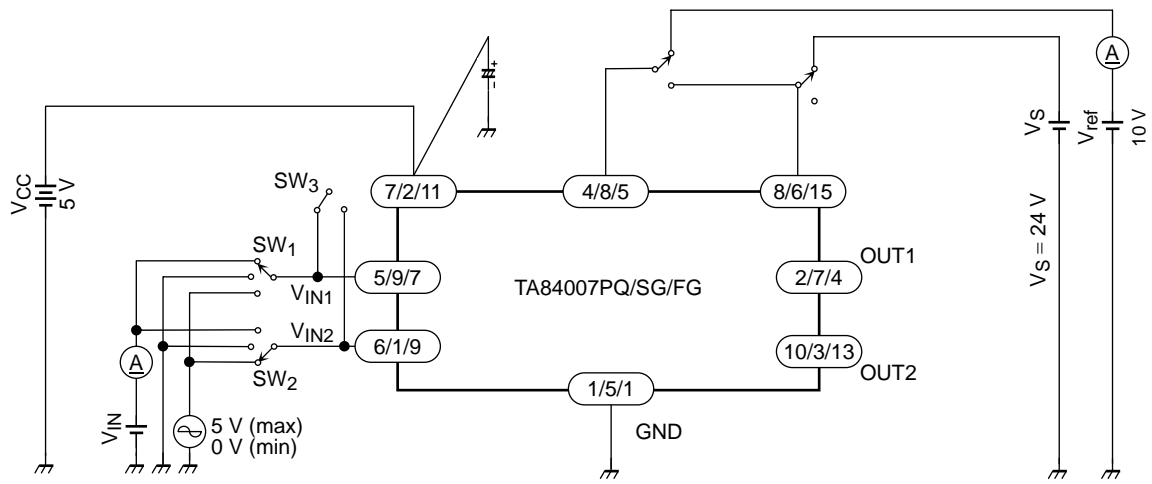 A
VS
Vref
10 V
VCC
5 V
SW3
7/2/11
4/8/5
8/6/15
VS = 24 V
SW1
5/9/7
VIN1
TA84007PQ/SG/FG
2/7/4
OUT1
VIN2
6/1/9
10/3/13
OUT2
A
SW2
1/5/1
VIN
5 V (max)
0 V (min)
GND